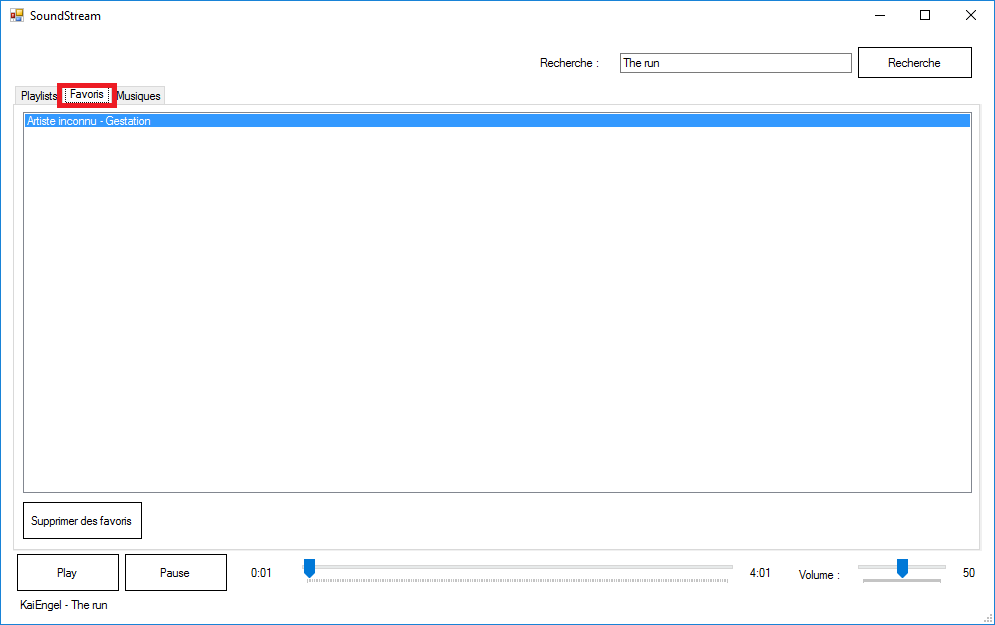 SoundStream
Recherche : The run Recherche
Playlists Favoris Musiques
Artiste inconnu - Gestation
Supprimer des favoris
Play Pause 0:01 4:01 Volume : 50
KaiEngel - The run